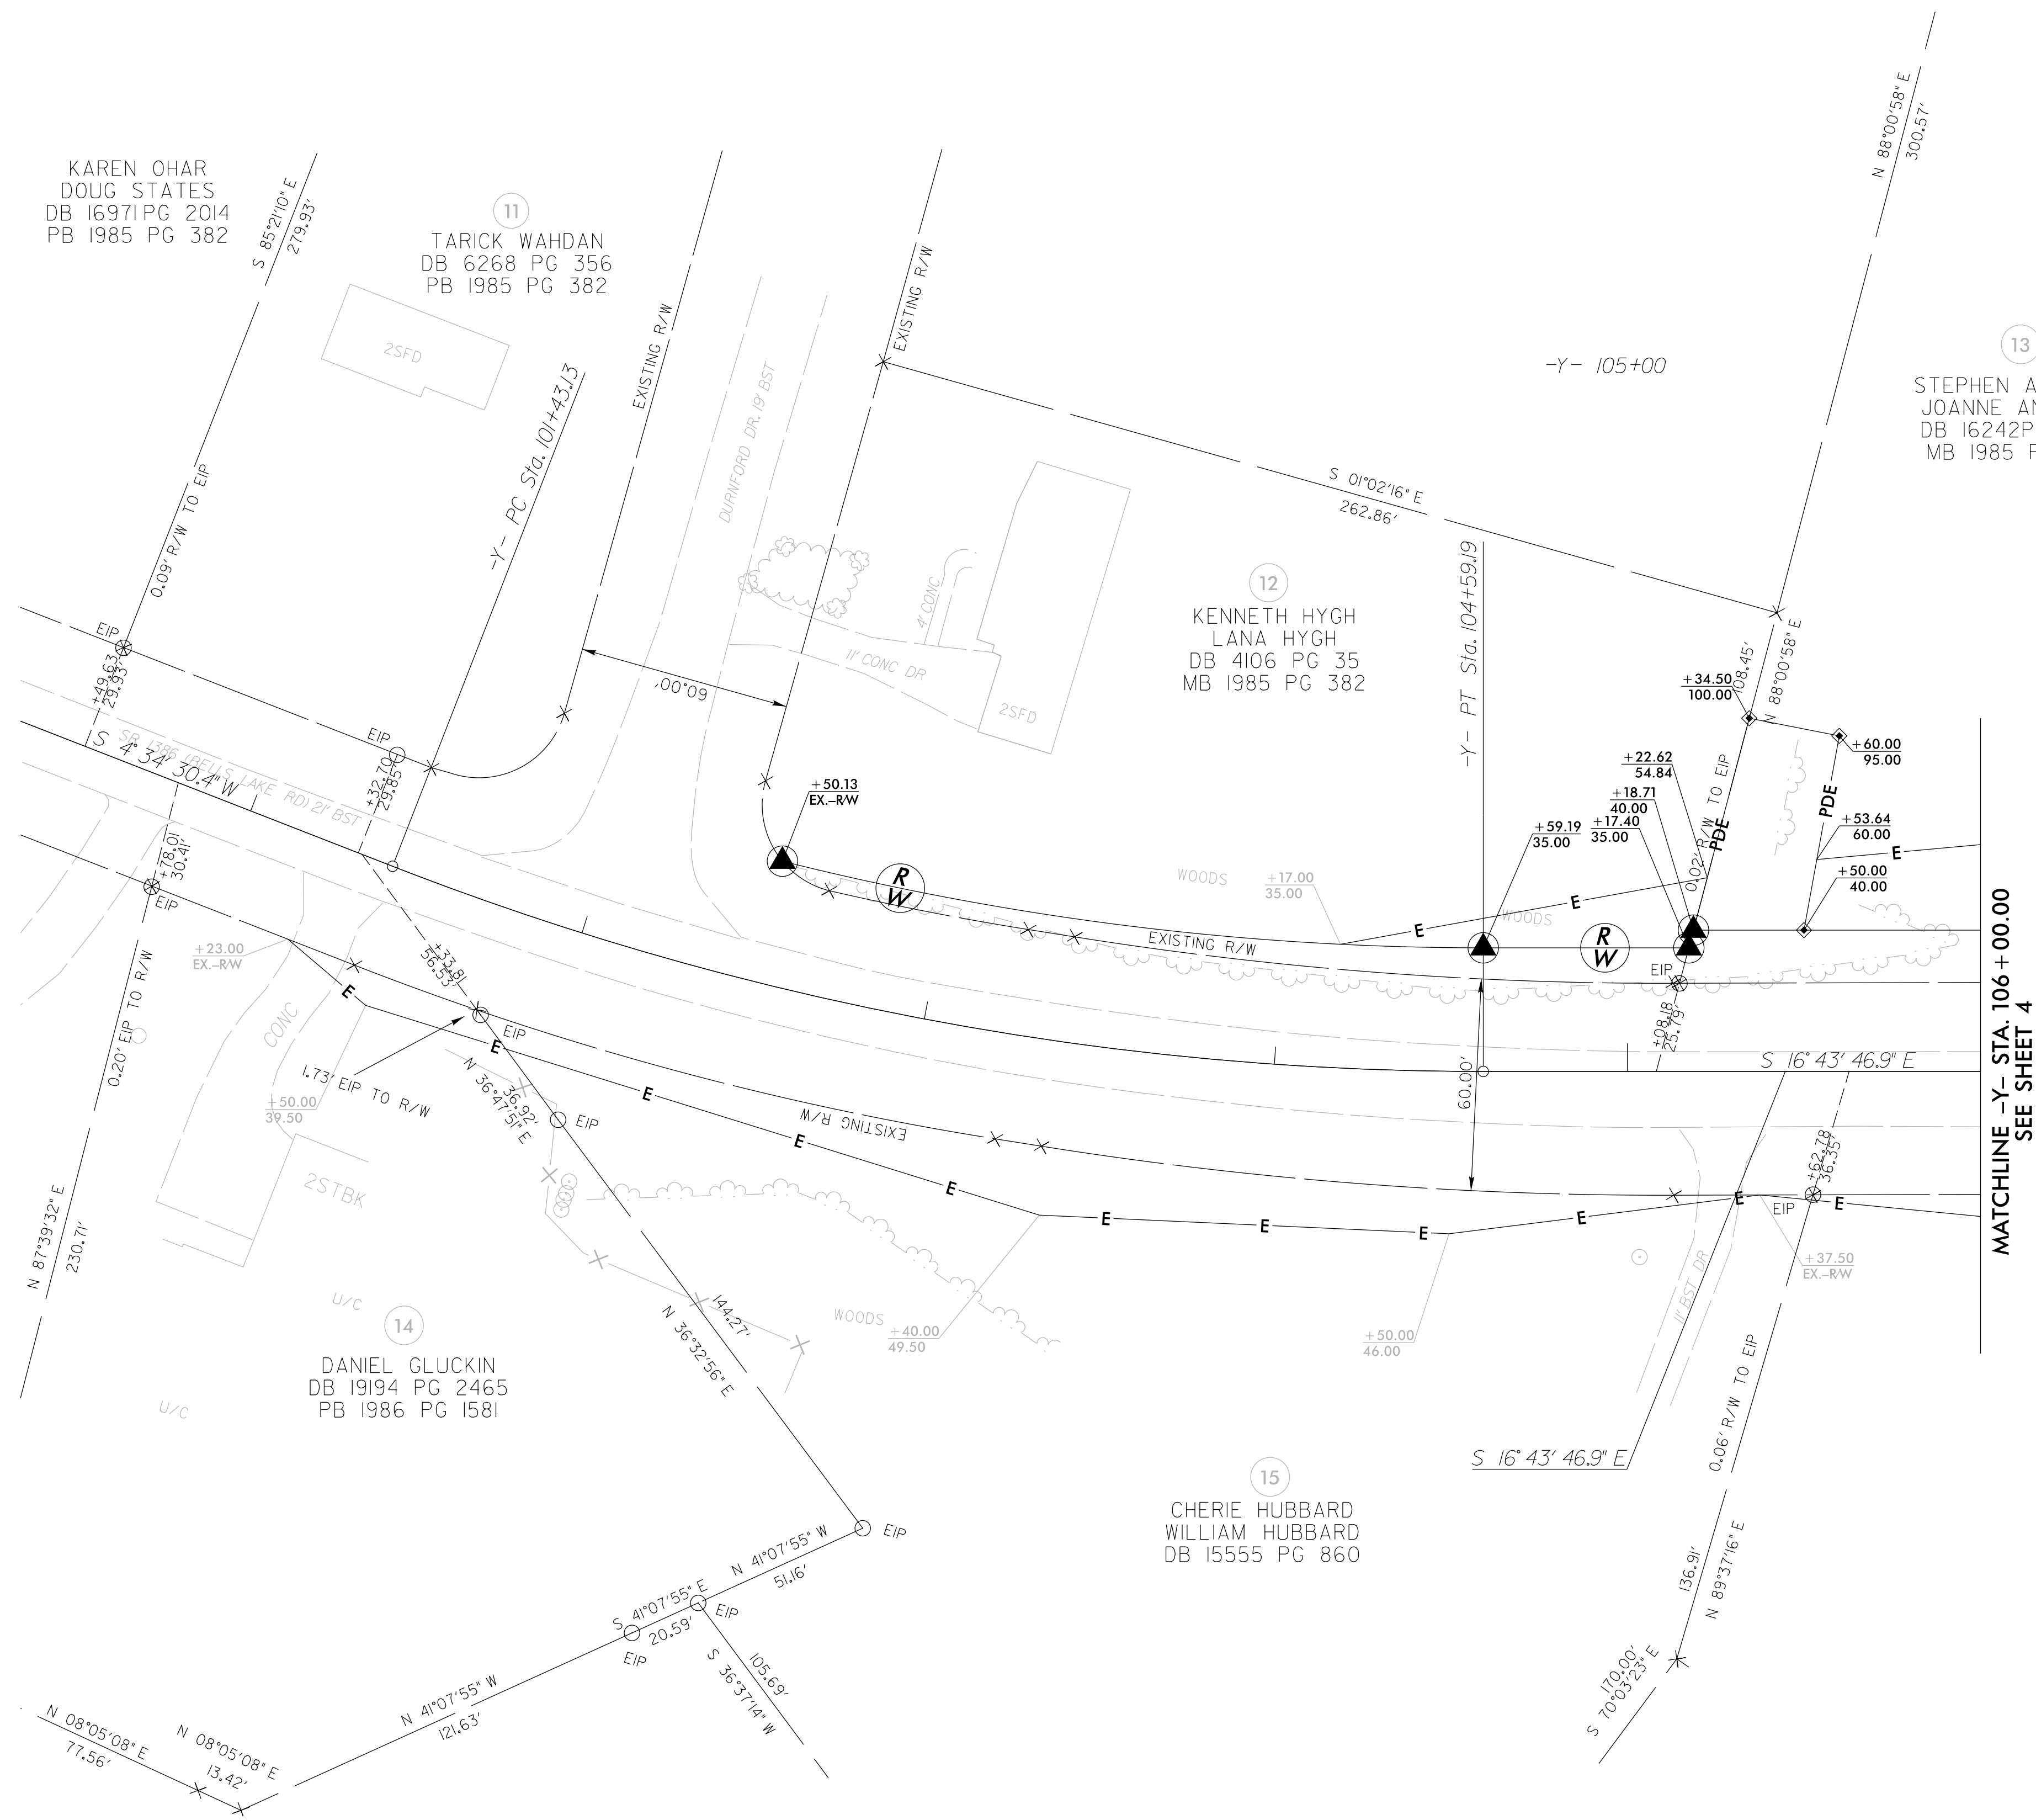 KAREN OHAR
DOUG STATES
DB 16971 PG 2014
PB 1985 PG 382
S 85°21'10" E
279.93'
11
TARICK WAHDAN
DB 6268 PG 356
PB 1985 PG 382
2SFD
EXISTING R/W
EXISTING R/W
DURNFORD DR. 19' BST
-Y- PC Sta. 101+43.13
0.09' R/W TO EIP
EIP
+49.63
29.93'
S 4° 34' 30.4" W
SR 1386 (BELLS LAKE RD) 21' BST
EIP
+32.70
29.85'
60.00'
N 88°00'58" E
300.57'
-Y- 105+00
13
STEPHEN A
JOANNE AN
DB 16242P
MB 1985 P
S 01°02'16" E
262.86'
12
KENNETH HYGH
LANA HYGH
DB 4106 PG 35
MB 1985 PG 382
4' CONC
11' CONC DR
2SFD
-Y- PT Sta. 104+59.19
108.45'
N 88°00'58" E
+34.50
100.00
+60.00
95.00
+22.62
54.84
+18.71
40.00
+17.40
35.00
+59.19
35.00
0.02' R/W TO EIP
PDE
PDE
+53.64
60.00
E
+50.00
40.00
+50.13
EX.-R/W
R
W
WOODS
+17.00
35.00
E
E
WOODS
R
W
EXISTING R/W
EIP
+08.18
25.79'
S 16° 43' 46.9" E
MATCHLINE -Y- STA. 106+00.00
SEE SHEET 4
+78.01
30.41'
EIP
0.20' EIP TO R/W
+23.00
EX.-R/W
E
CONC
+33.81
56.53'
EIP
E
1.73' EIP TO R/W
+50.00
39.50
N 36°47'51" E
36.92'
EIP
E
EXISTING R/W
E
E
E
E
E
E
E
E
60.00'
+62.78
36.35'
EIP
+37.50
EX.-R/W
2STBK
U/C
N 87°39'32" E
230.71'
14
DANIEL GLUCKIN
DB 19194 PG 2465
PB 1986 PG 1581
U/C
144.27'
N 36°32'56" E
WOODS
+40.00
49.50
+50.00
46.00
11' BST DR
S 16° 43' 46.9" E
0.06' R/W TO EIP
15
CHERIE HUBBARD
WILLIAM HUBBARD
DB 15555 PG 860
136.91'
N 89°37'16" E
170.00'
S 70°03'23" E
EIP
N 41°07'55" W
51.16'
EIP
S 41°07'55" E
20.59'
EIP
105.69'
S 36°37'14" W
N 41°07'55" W
121.63'
N 08°05'08" E
77.56'
N 08°05'08" E
13.42'